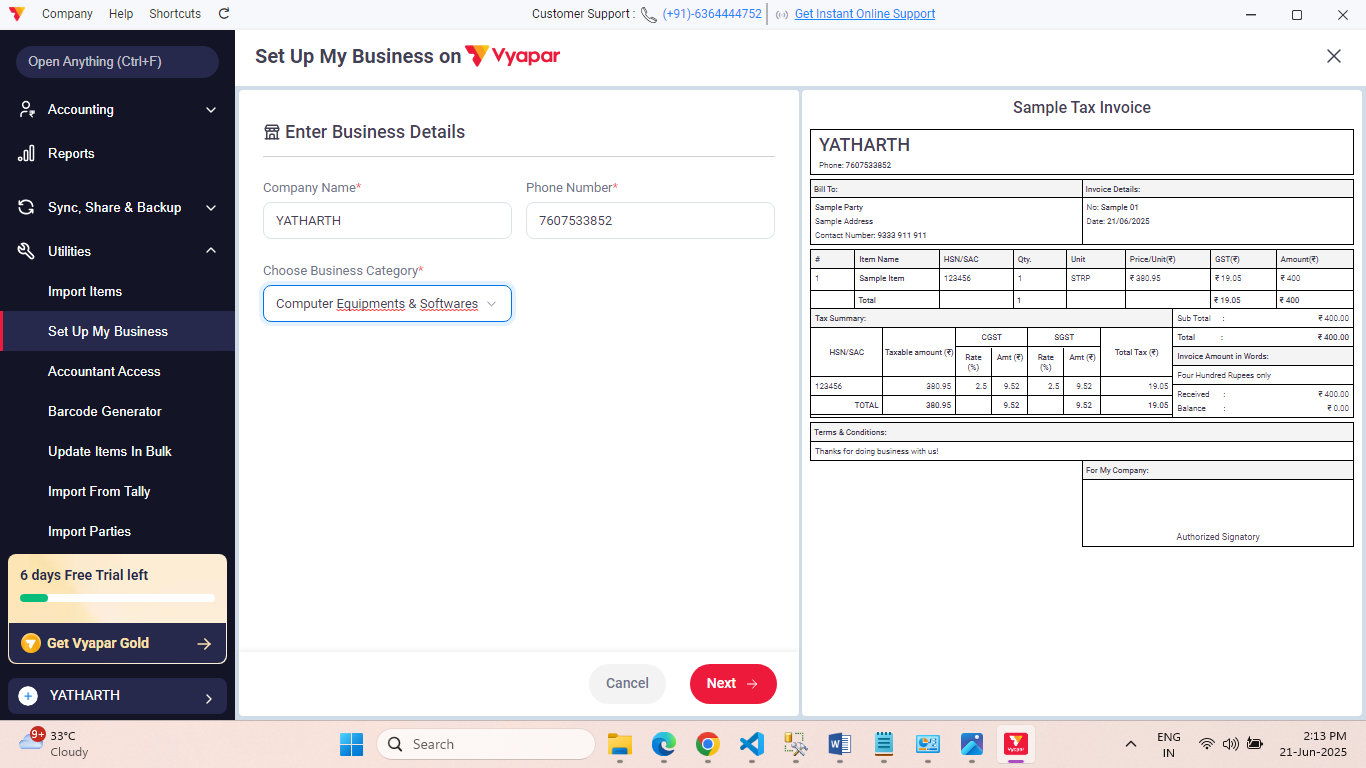 Company Help Shortcuts
Customer Support : (+91)-6364444752 Get Instant Online Support
Open Anything (Ctrl+F)
Accounting
Reports
Sync, Share & Backup
Utilities
Import Items
Set Up My Business
Accountant Access
Barcode Generator
Update Items In Bulk
Import From Tally
Import Parties
6 days Free Trial left
Get Vyapar Gold
YATHARTH
Set Up My Business on Vyapar
Enter Business Details
Company Name* Phone Number*
YATHARTH 7607533852
Choose Business Category*
Computer Equipments & Softwares
Cancel Next
Sample Tax Invoice
YATHARTH
Phone: 7607533852
Bill To: Invoice Details:
Sample Party No: Sample 01
Sample Address Date: 21/06/2025
Contact Number: 9333 911 911
# Item Name HSN/SAC Qty. Unit Price/Unit(₹) GST(₹) Amount(₹)
1 Sample Item 123456 1 STRP ₹ 380.95 ₹ 19.05 ₹ 400
Total 1 ₹ 19.05 ₹ 400
Tax Summary:
HSN/SAC Taxable amount (₹) CGST SGST Total Tax (₹)
Rate (%) Amt (₹) Rate (%) Amt (₹)
123456 380.95 2.5 9.52 2.5 9.52 19.05
TOTAL 380.95 9.52 9.52 19.05
Sub Total : ₹ 400.00
Total : ₹ 400.00
Invoice Amount in Words:
Four Hundred Rupees only
Received : ₹ 400.00
Balance : ₹ 0.00
Terms & Conditions:
Thanks for doing business with us!
For My Company:
Authorized Signatory
9+ 33°C
Cloudy
Search
ENG
IN
2:13 PM
21-Jun-2025